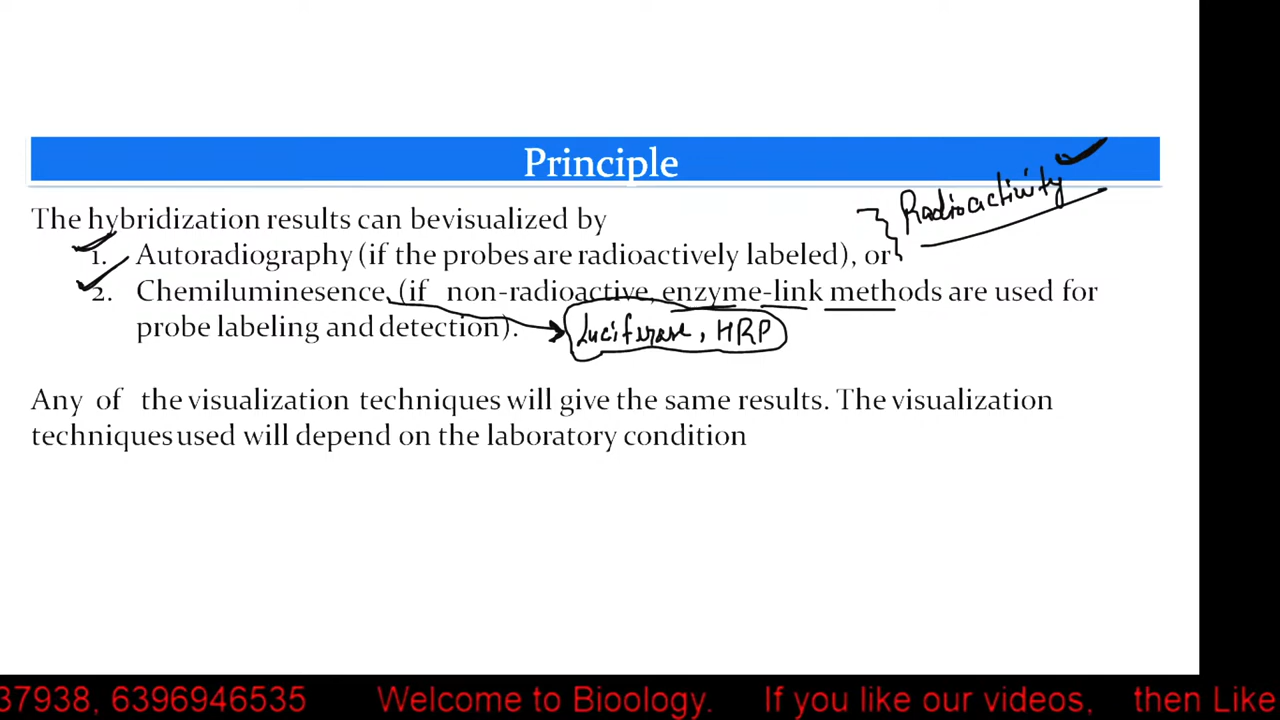 Principle
Radioactivity
The hybridization results can bevisualized by
1. Autoradiography (if the probes are radioactively labeled), or
2. Chemiluminesence (if non-radioactive, enzyme-link methods are used for
probe labeling and detection).
Luciferase, HRP
Any of the visualization techniques will give the same results. The visualization
techniques used will depend on the laboratory condition
37938, 6396946535 Welcome to Bioology. If you like our videos, then Like